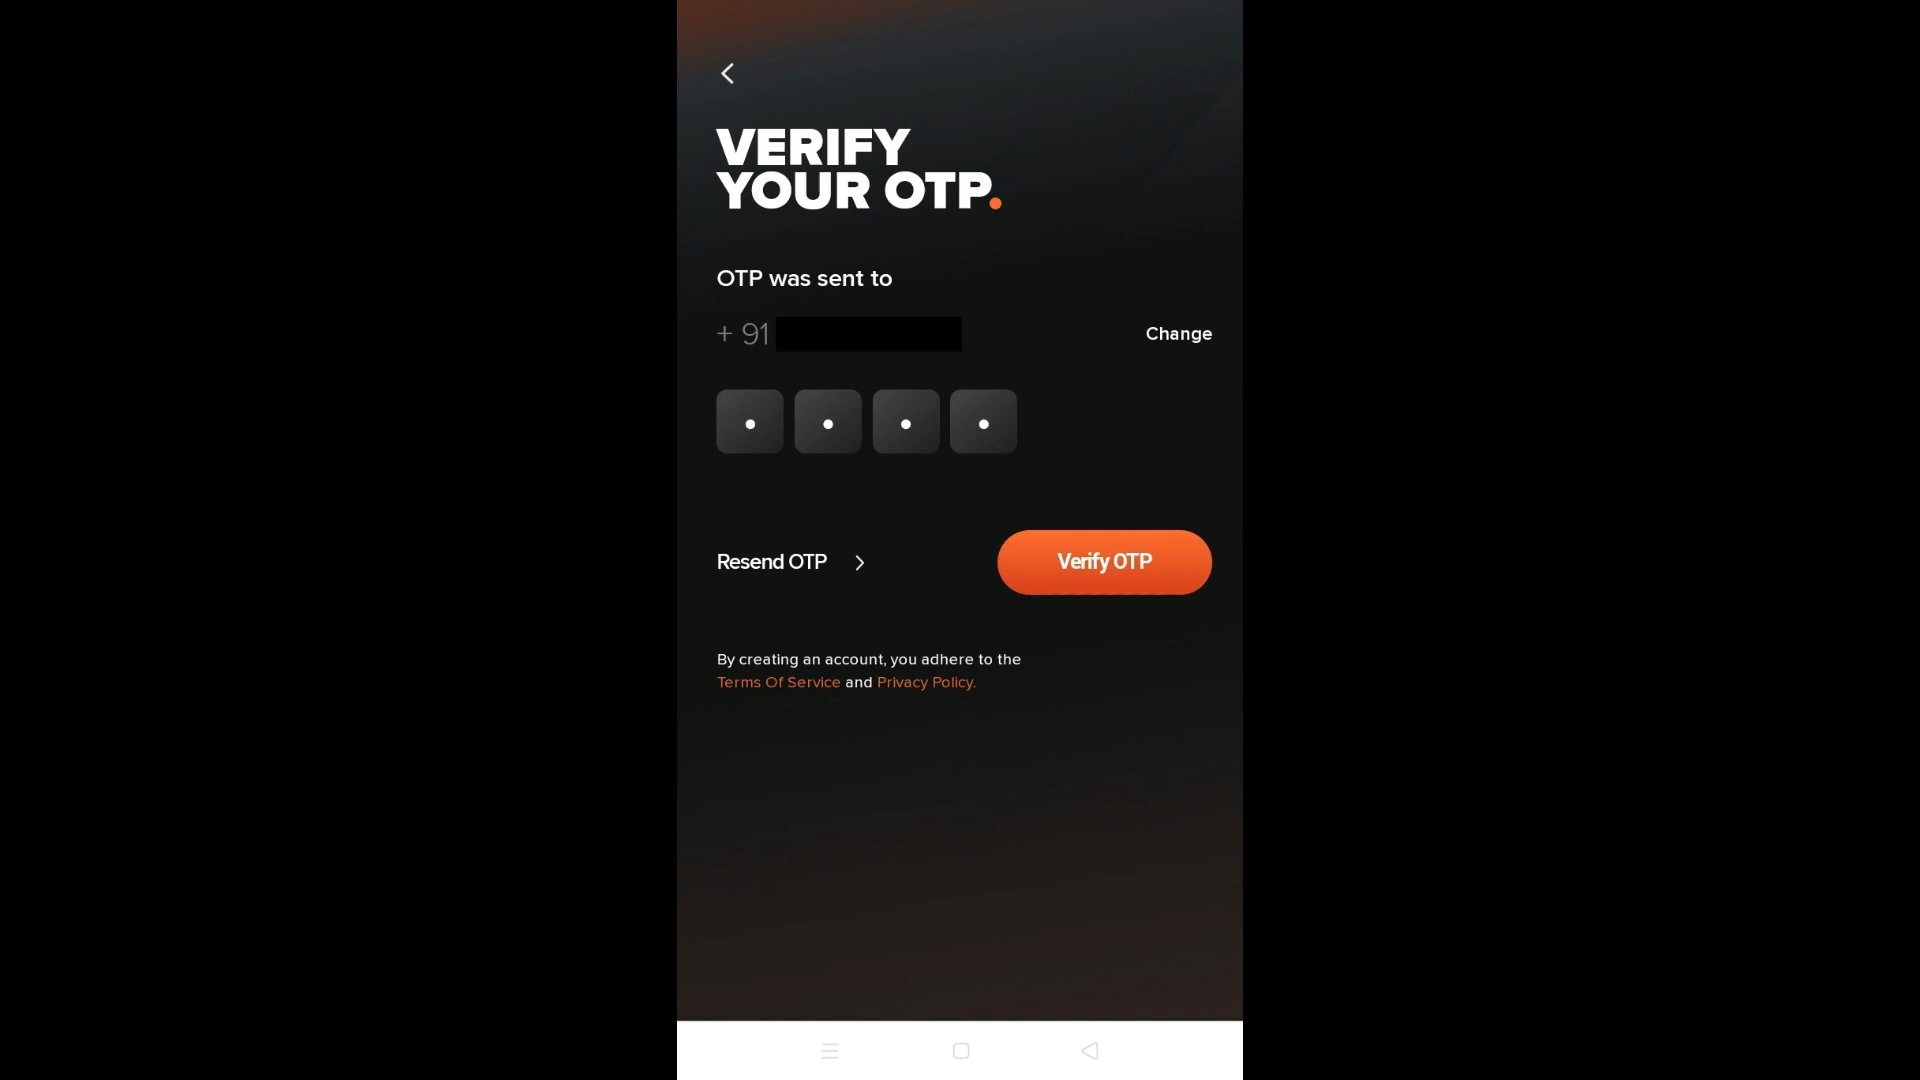 VERIFY
YOUR OTP.
OTP was sent to
+ 91
Change
Resend OTP
Verify OTP
By creating an account, you adhere to the
Terms Of Service and Privacy Policy.